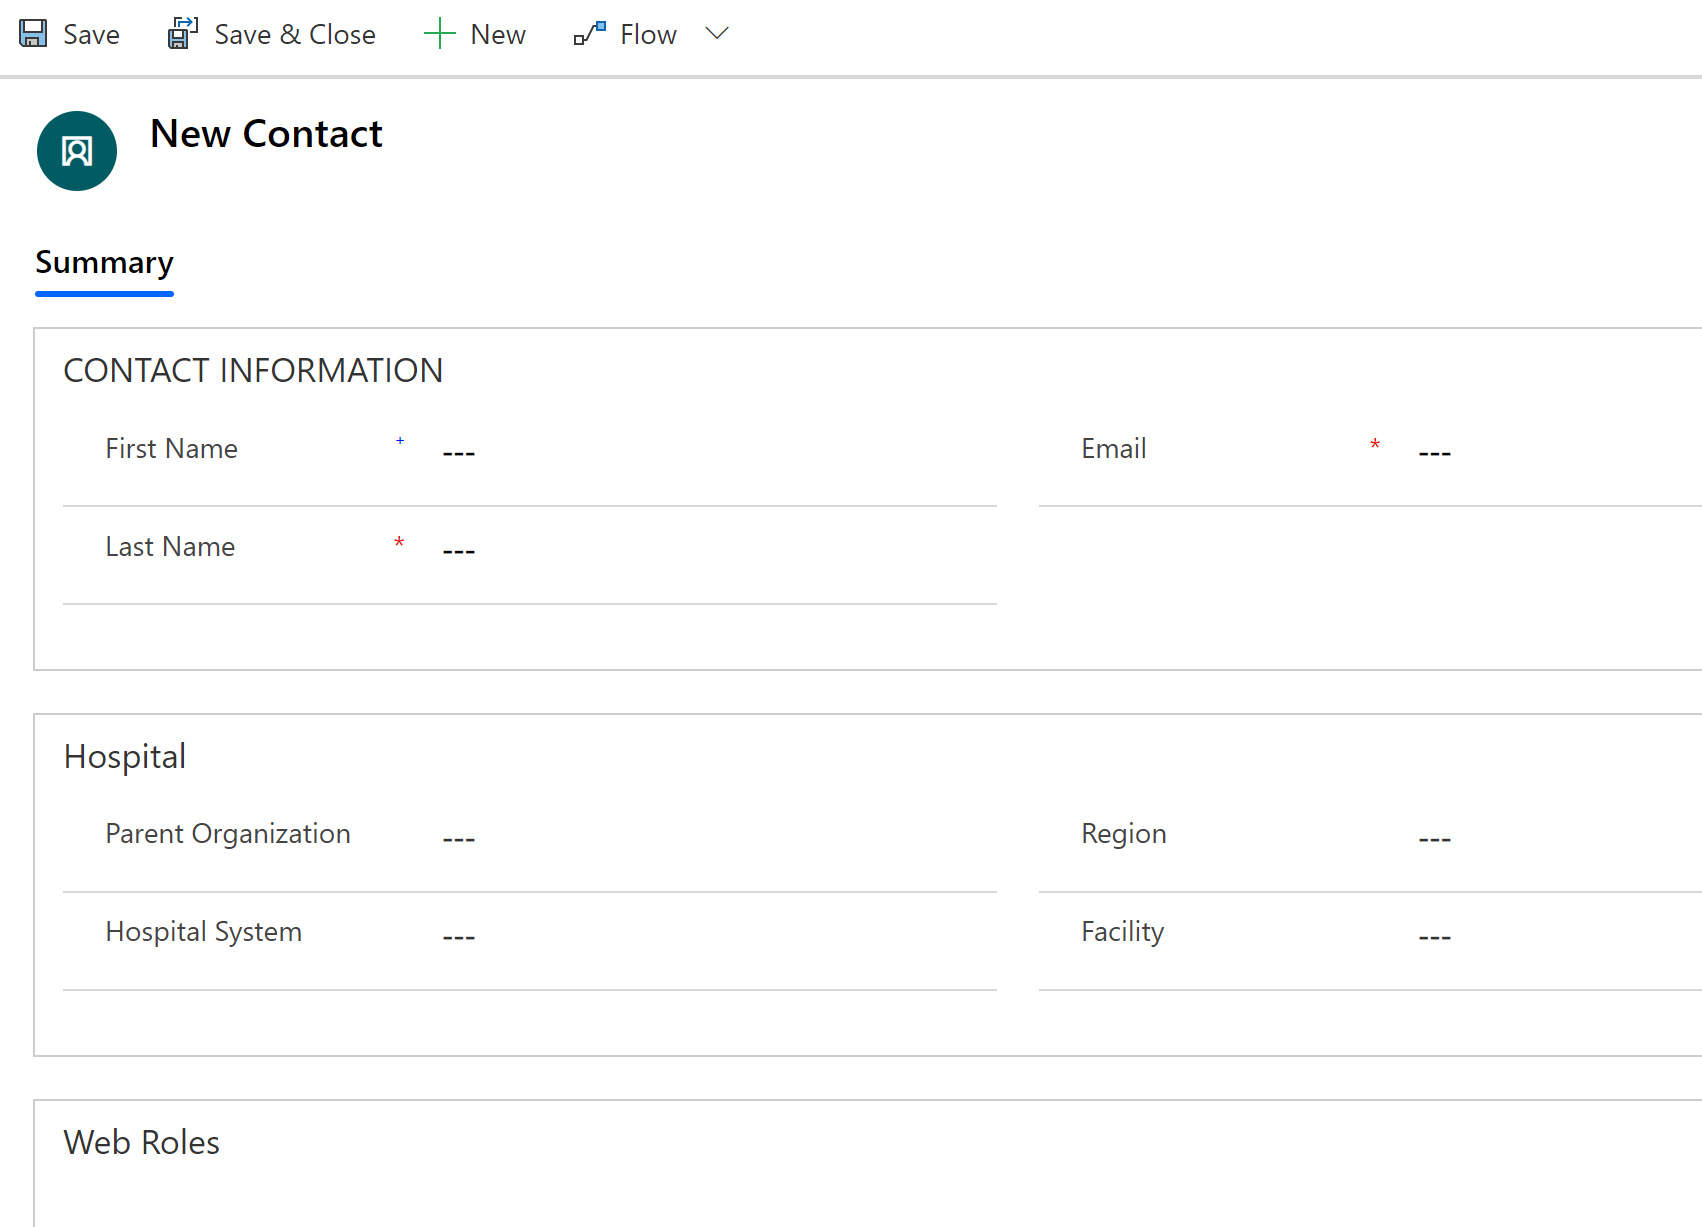 Save Save & Close New Flow
New Contact
Summary
CONTACT INFORMATION
First Name + --- Email * ---
Last Name * ---
Hospital
Parent Organization --- Region ---
Hospital System --- Facility ---
Web Roles